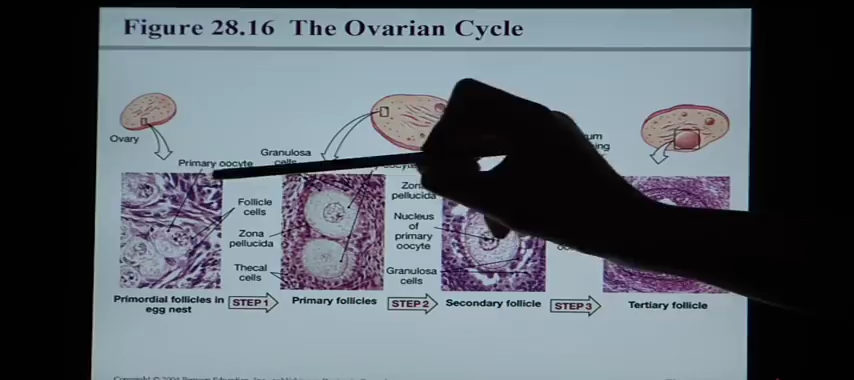 Figure 28.16 The Ovarian Cycle
Ovary
Primary oocyte
Granulosa
cells
Follicle
cells
Zona
pellucida
Thecal
cells
Zona
pellucida
Nucleus
of
primary
oocyte
Granulosa
cells
Primordial follicles in
egg nest
STEP 1
Primary follicles
STEP 2
Secondary follicle
STEP 3
Tertiary follicle